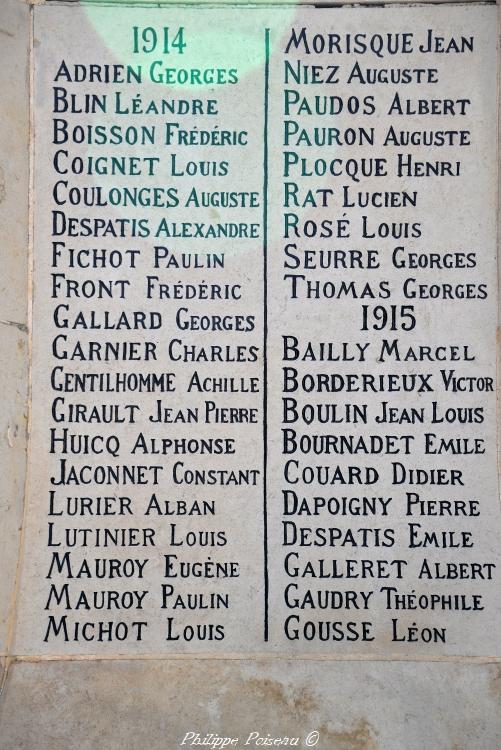 1914
ADRIEN GEORGES
BLIN LÉANDRE
BOISSON FRÉDÉRIC
COIGNET LOUIS
COULONGES AUGUSTE
DESPATIS ALEXANDRE
FICHOT PAULIN
FRONT FRÉDÉRIC
GALLARD GEORGES
GARNIER CHARLES
GENTILHOMME ACHILLE
GIRAULT JEAN PIERRE
HUICQ ALPHONSE
JACONNET CONSTANT
LURIER ALBAN
LUTINIER LOUIS
MAUROY EUGÈNE
MAUROY PAULIN
MICHOT LOUIS
MORISQUE JEAN
NIEZ AUGUSTE
PAUDOS ALBERT
PAURON AUGUSTE
PLOCQUE HENRI
RAT LUCIEN
ROSÉ LOUIS
SEURRE GEORGES
THOMAS GEORGES
1915
BAILLY MARCEL
BORDERIEUX VICTOR
BOULIN JEAN LOUIS
BOURNADET EMILE
COUARD DIDIER
DAPOIGNY PIERRE
DESPATIS EMILE
GALLERET ALBERT
GAUDRY THÉOPHILE
GOUSSE LÉON
Philippe Poiseau ©